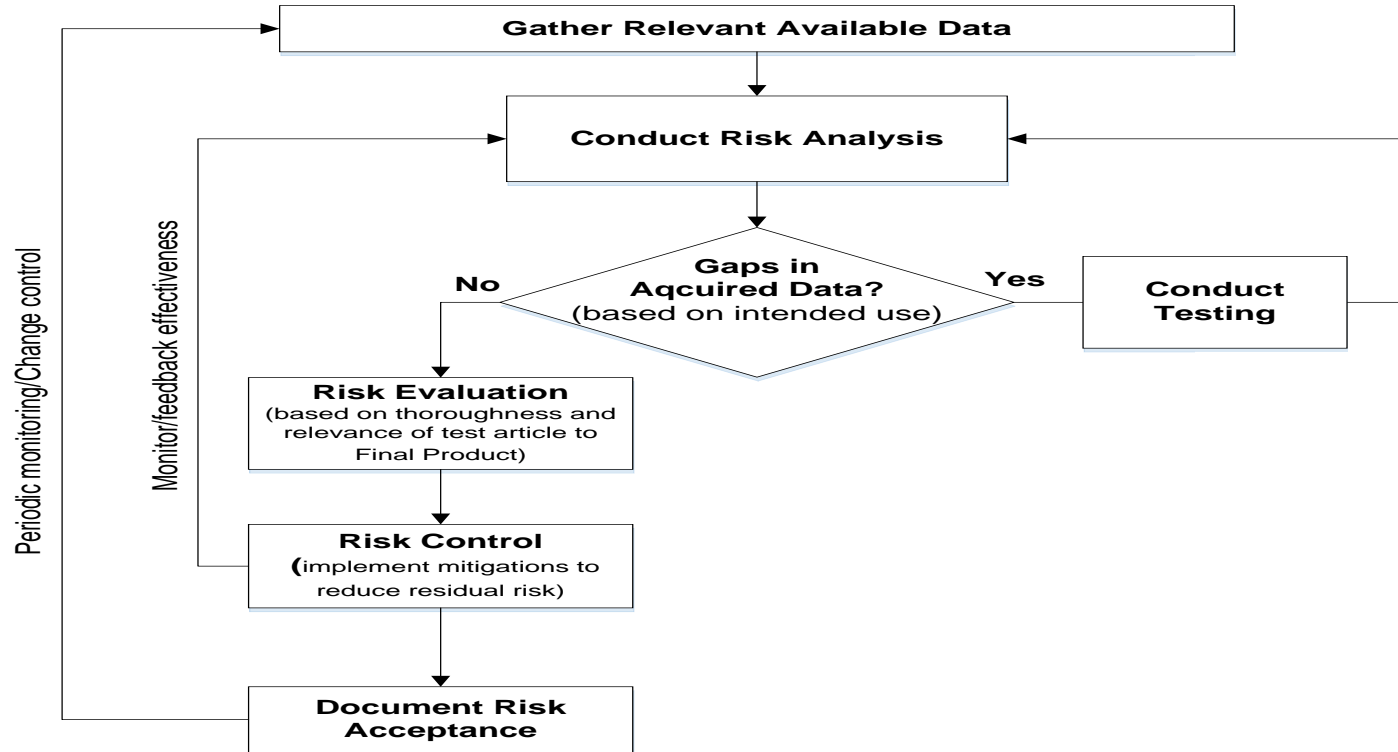 Gather Relevant Available Data
Conduct Risk Analysis
Gaps in
Aqcuired Data?
(based on intended use)
No
Yes
Conduct
Testing
Risk Evaluation
(based on thoroughness and
relevance of test article to
Final Product)
Risk Control
(implement mitigations to
reduce residual risk)
Document Risk
Acceptance
Monitor/feedback effectiveness
Periodic monitoring/Change control